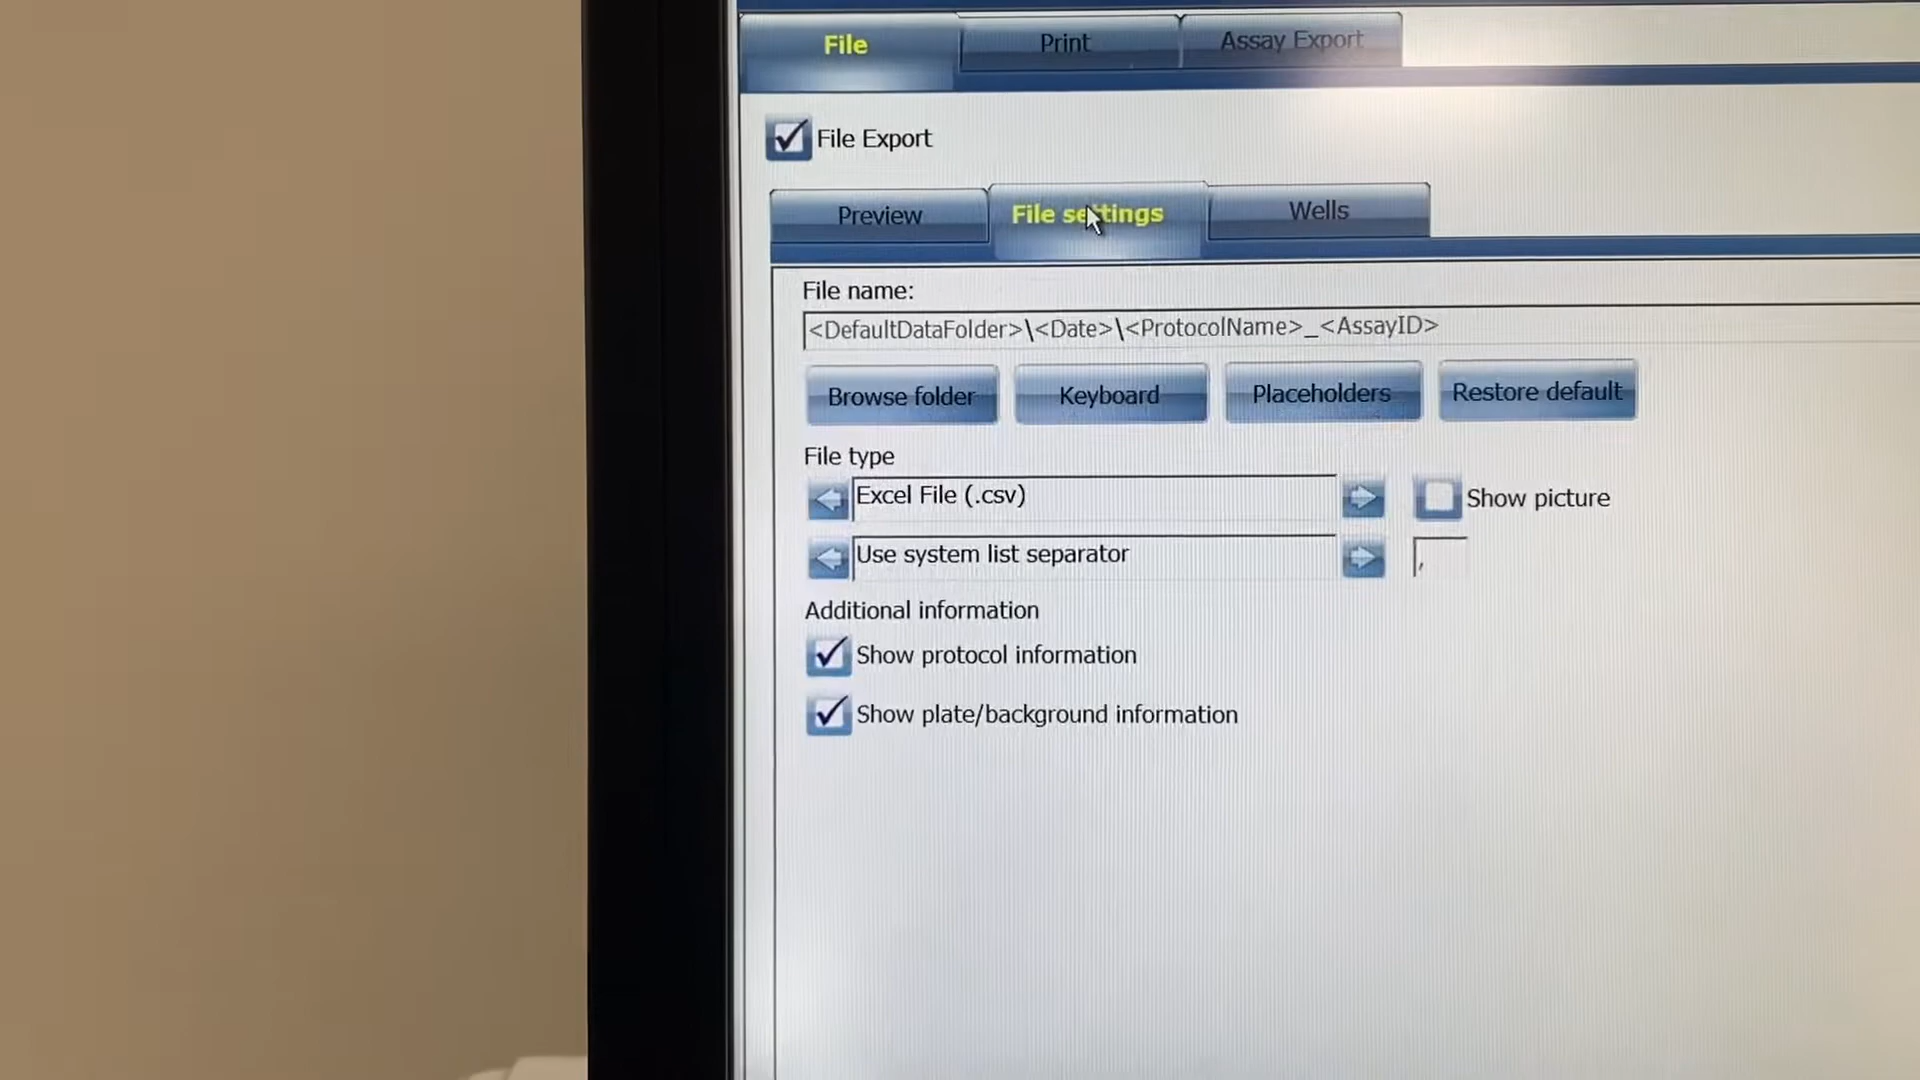 File Print Assay Export
File Export
Preview File settings Wells
File name:
<DefaultDataFolder>\<Date>\<ProtocolName>_<AssayID>
Browse folder Keyboard Placeholders Restore default
File type
Excel File (.csv) Show picture
Use system list separator ,
Additional information
Show protocol information
Show plate/background information